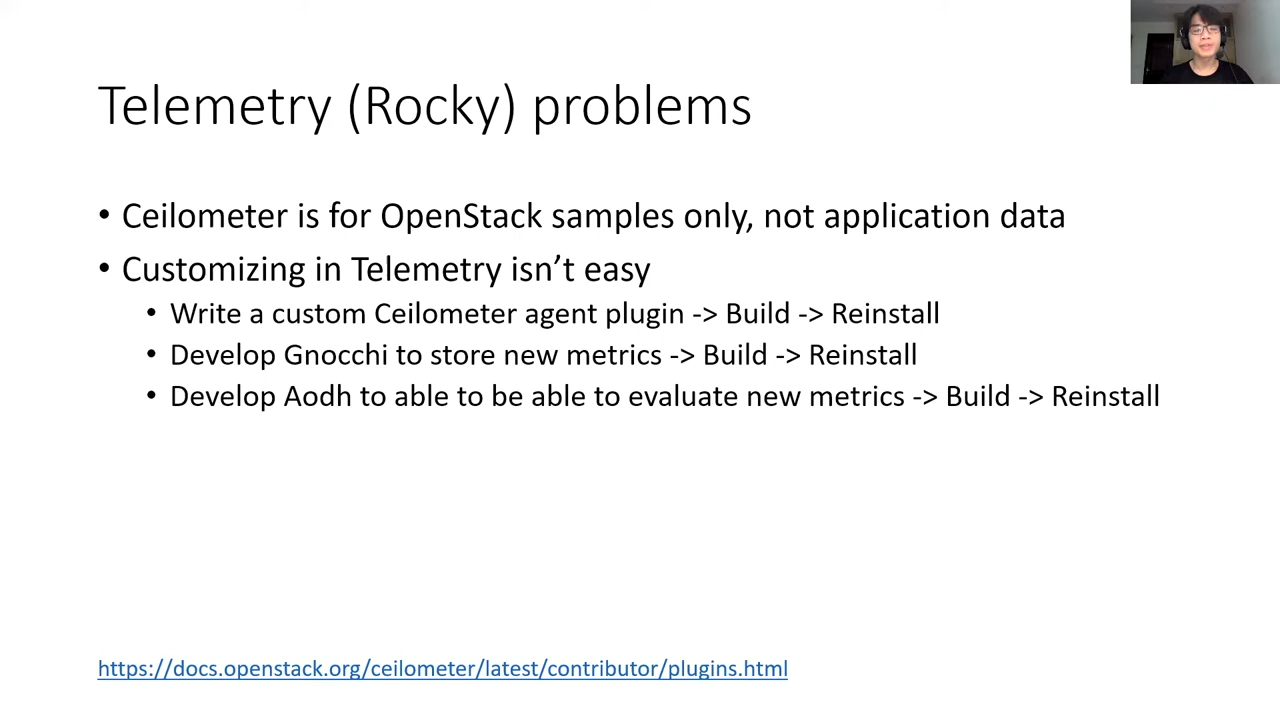 Telemetry (Rocky) problems
• Ceilometer is for OpenStack samples only, not application data
• Customizing in Telemetry isn't easy
• Write a custom Ceilometer agent plugin -> Build -> Reinstall
• Develop Gnocchi to store new metrics -> Build -> Reinstall
• Develop Aodh to able to be able to evaluate new metrics -> Build -> Reinstall
https://docs.openstack.org/ceilometer/latest/contributor/plugins.html